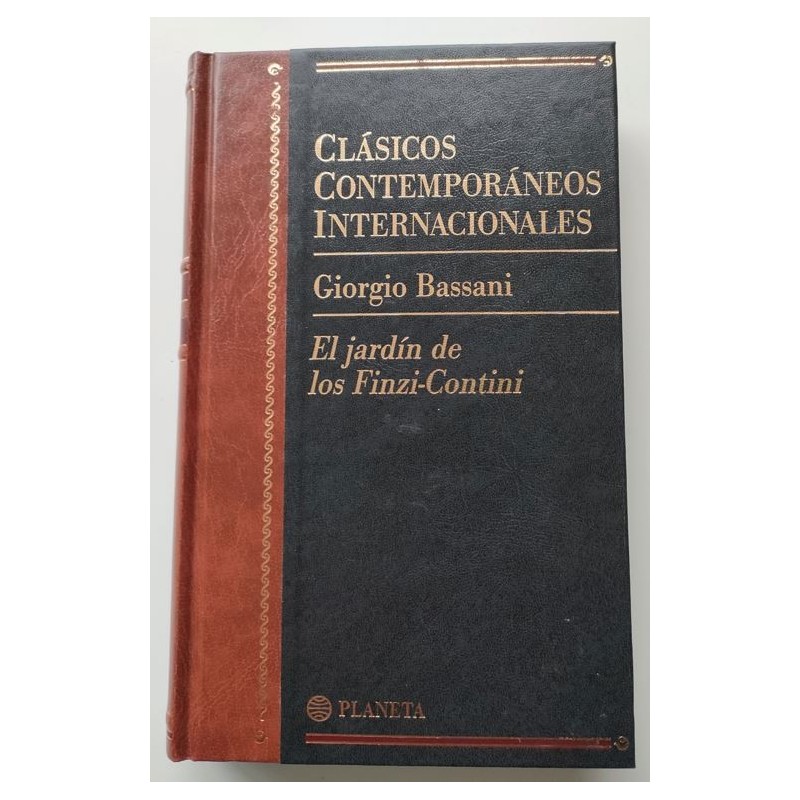 CLÁSICOS
CONTEMPORÁNEOS
INTERNACIONALES
Giorgio Bassani
El jardín de
los Finzi-Contini
PLANETA